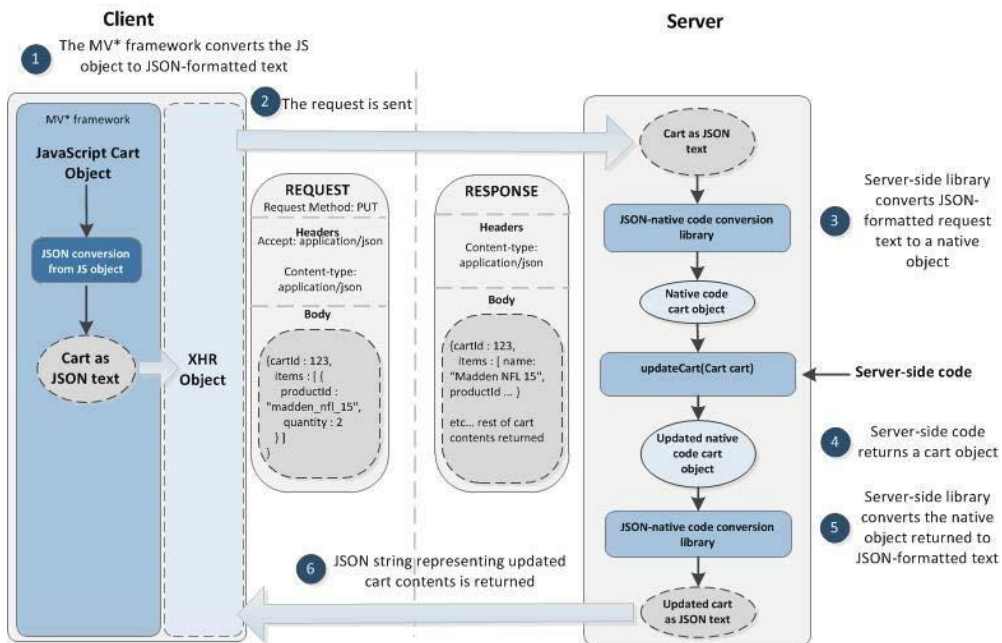 Client
Server
1
The MV* framework converts the JS
object to JSON-formatted text
2
The request is sent
MV* framework
JavaScript Cart
Object
JSON conversion
from JS object
Cart as
JSON text
XHR
Object
REQUEST
Request Method: PUT
Headers
Accept: application/json
Content-type:
application/json
Body
{cartId : 123,
items : [ {
productId :
"madden_nfl_15",
quantity : 2
} ]
}
RESPONSE
Headers
Content-type:
application/json
Body
{cartId : 123,
items : [ name:
"Madden NFL 15",
productId ... }
etc... rest of cart
contents returned
Cart as JSON
text
JSON-native code conversion
library
Native code
cart object
updateCart(Cart cart)
Updated native
code cart
object
JSON-native code conversion
library
Updated cart
as JSON text
3
Server-side library
converts JSON-
formatted request
text to a native
object
Server-side code
4
Server-side code
returns a cart object
5
Server-side library
converts the native
object returned to
JSON-formatted text
6
JSON string representing updated
cart contents is returned